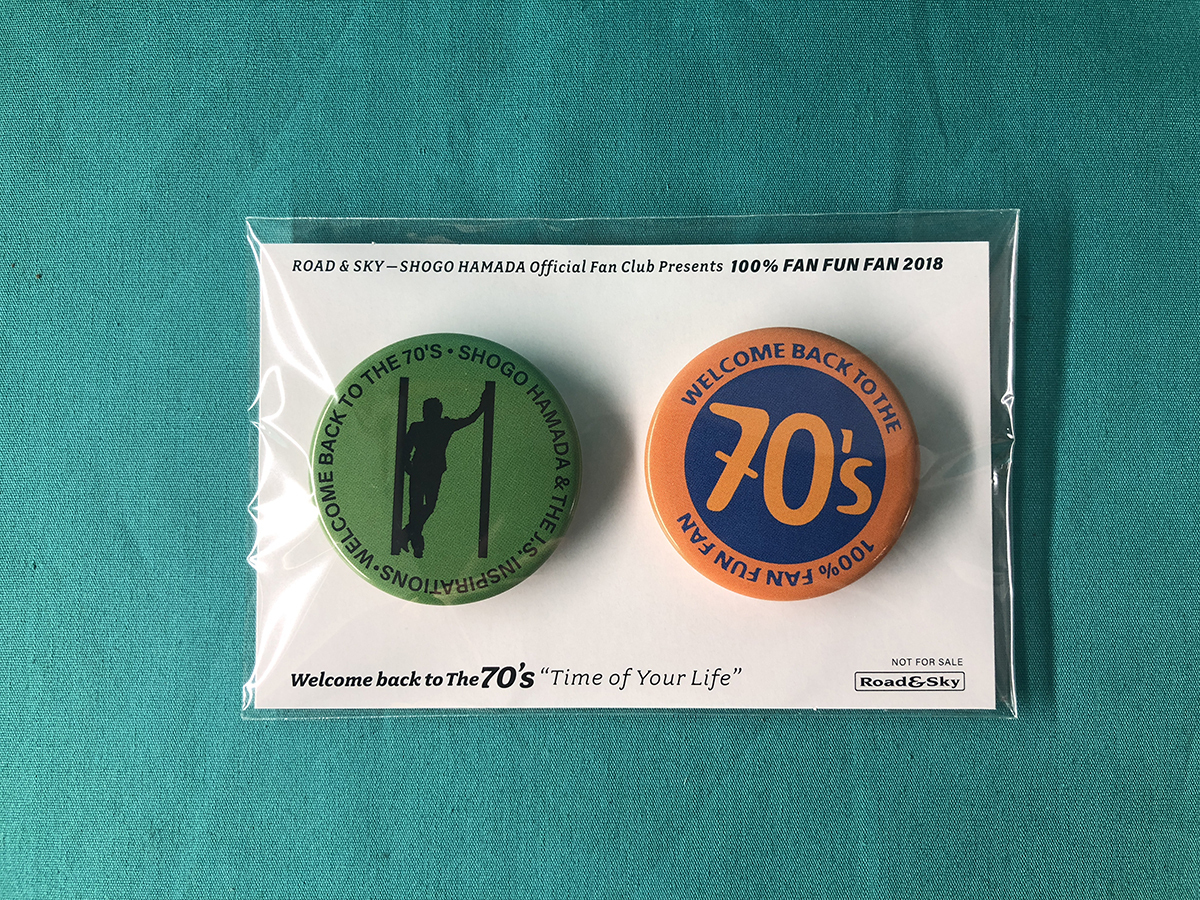 ROAD & SKY – SHOGO HAMADA Official Fan Club Presents 100% FAN FUN FAN 2018
WELCOME BACK TO THE 70'S • SHOGO HAMADA & THE J.S. INSPIRATIONS •
WELCOME BACK TO THE
70's
100% FAN FUN FAN
Welcome back to The 70's “Time of Your Life”
NOT FOR SALE
Road&Sky